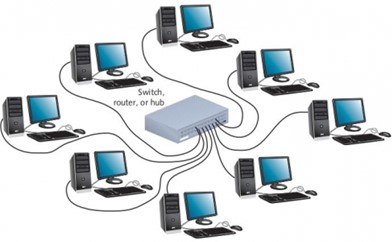 Switch,
router, or hub